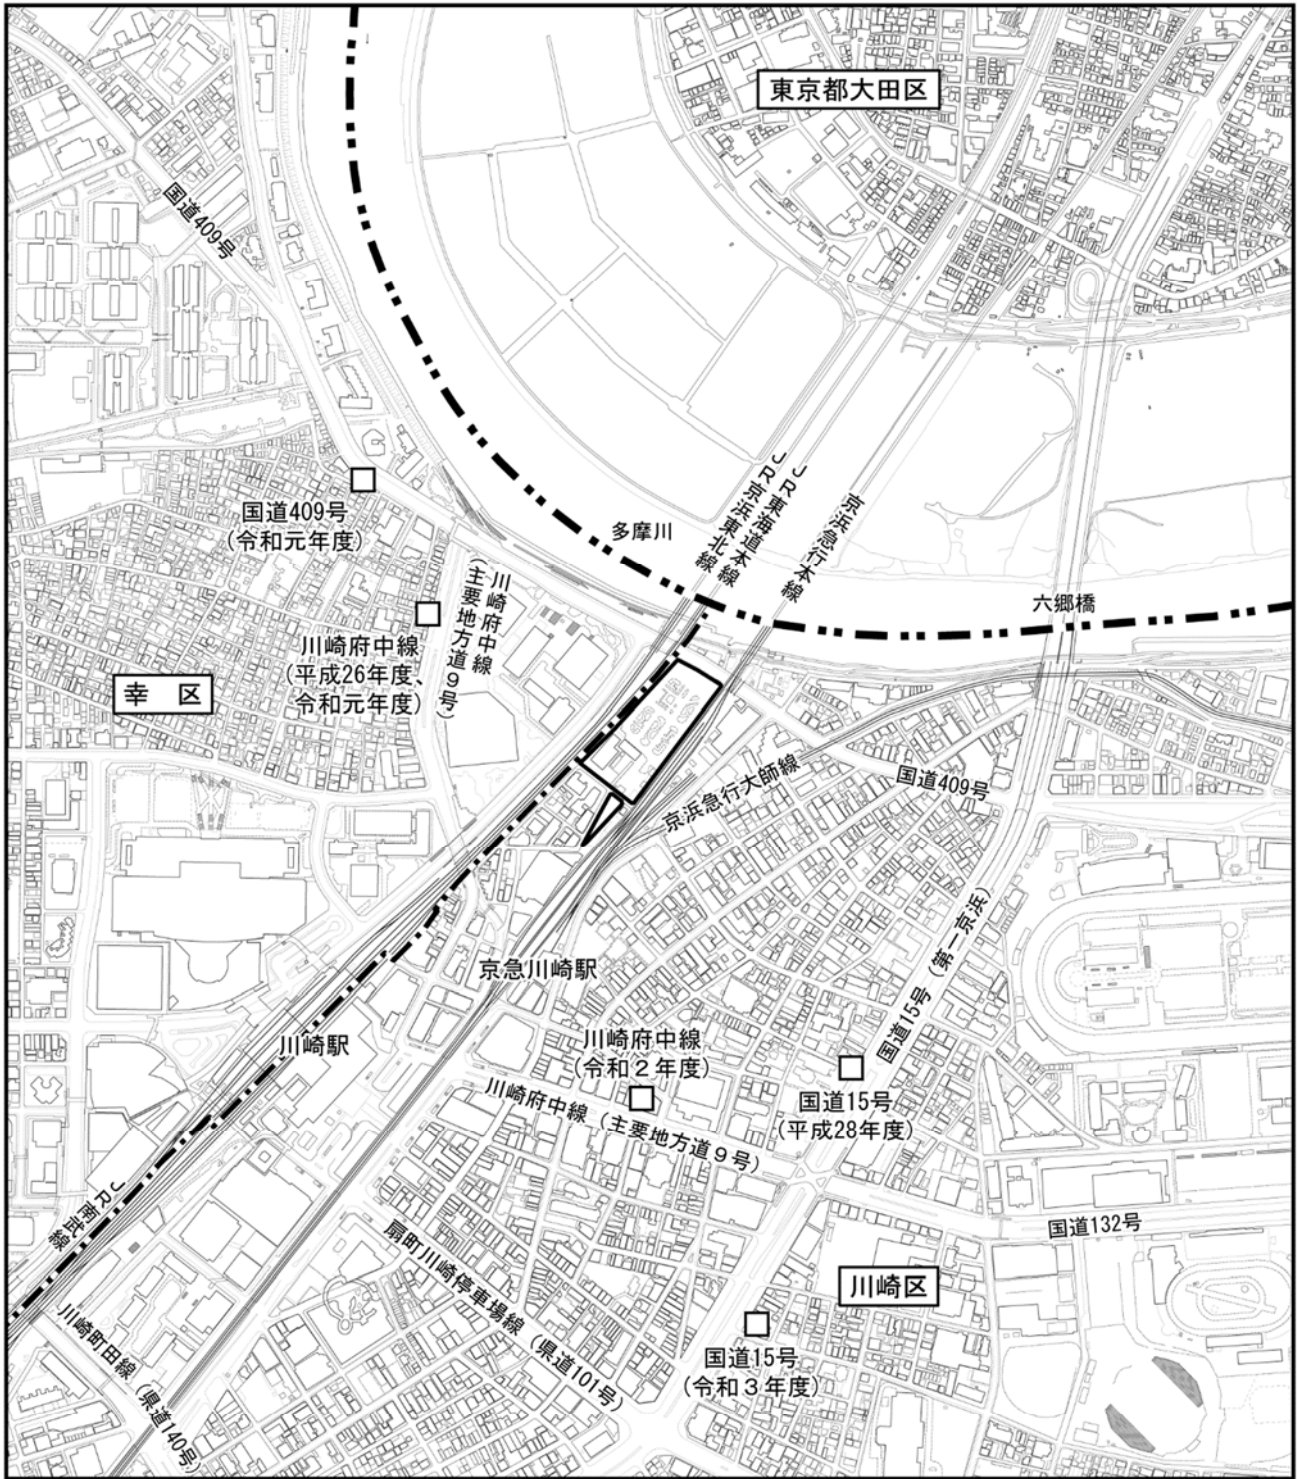 東京都大田区
国道409号
JR東海道本線
JR京浜東北線
京浜急行本線
多摩川
六郷橋
国道409号
(令和元年度)
川崎府中線
(主要地方道9号)
川崎府中線
(平成26年度、
令和元年度)
幸 区
国道409号
京浜急行大師線
国道15号(第一京浜)
京急川崎駅
川崎駅
川崎府中線
(令和2年度)
川崎府中線(主要地方道9号)
国道15号
(平成28年度)
JR南武線
国道132号
扇町川崎停車場線(県道101号)
川崎区
川崎町田線(県道140号)
国道15号
(令和3年度)